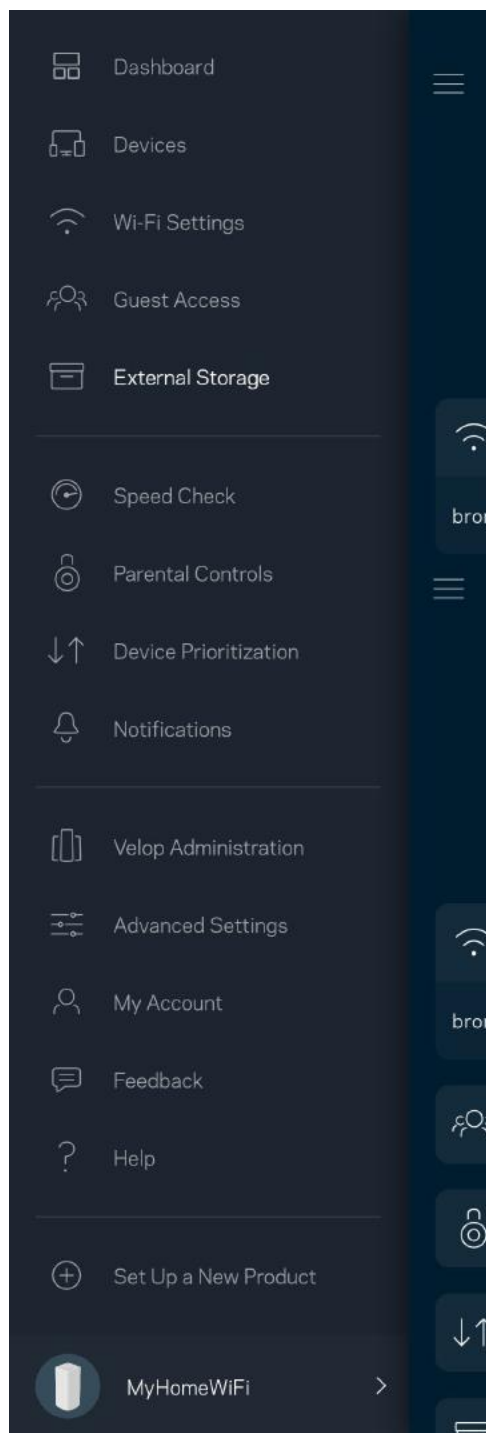 Dashboard
Devices
Wi-Fi Settings
Guest Access
External Storage
Speed Check
Parental Controls
Device Prioritization
Notifications
Velop Administration
Advanced Settings
My Account
Feedback
Help
Set Up a New Product
MyHomeWiFi